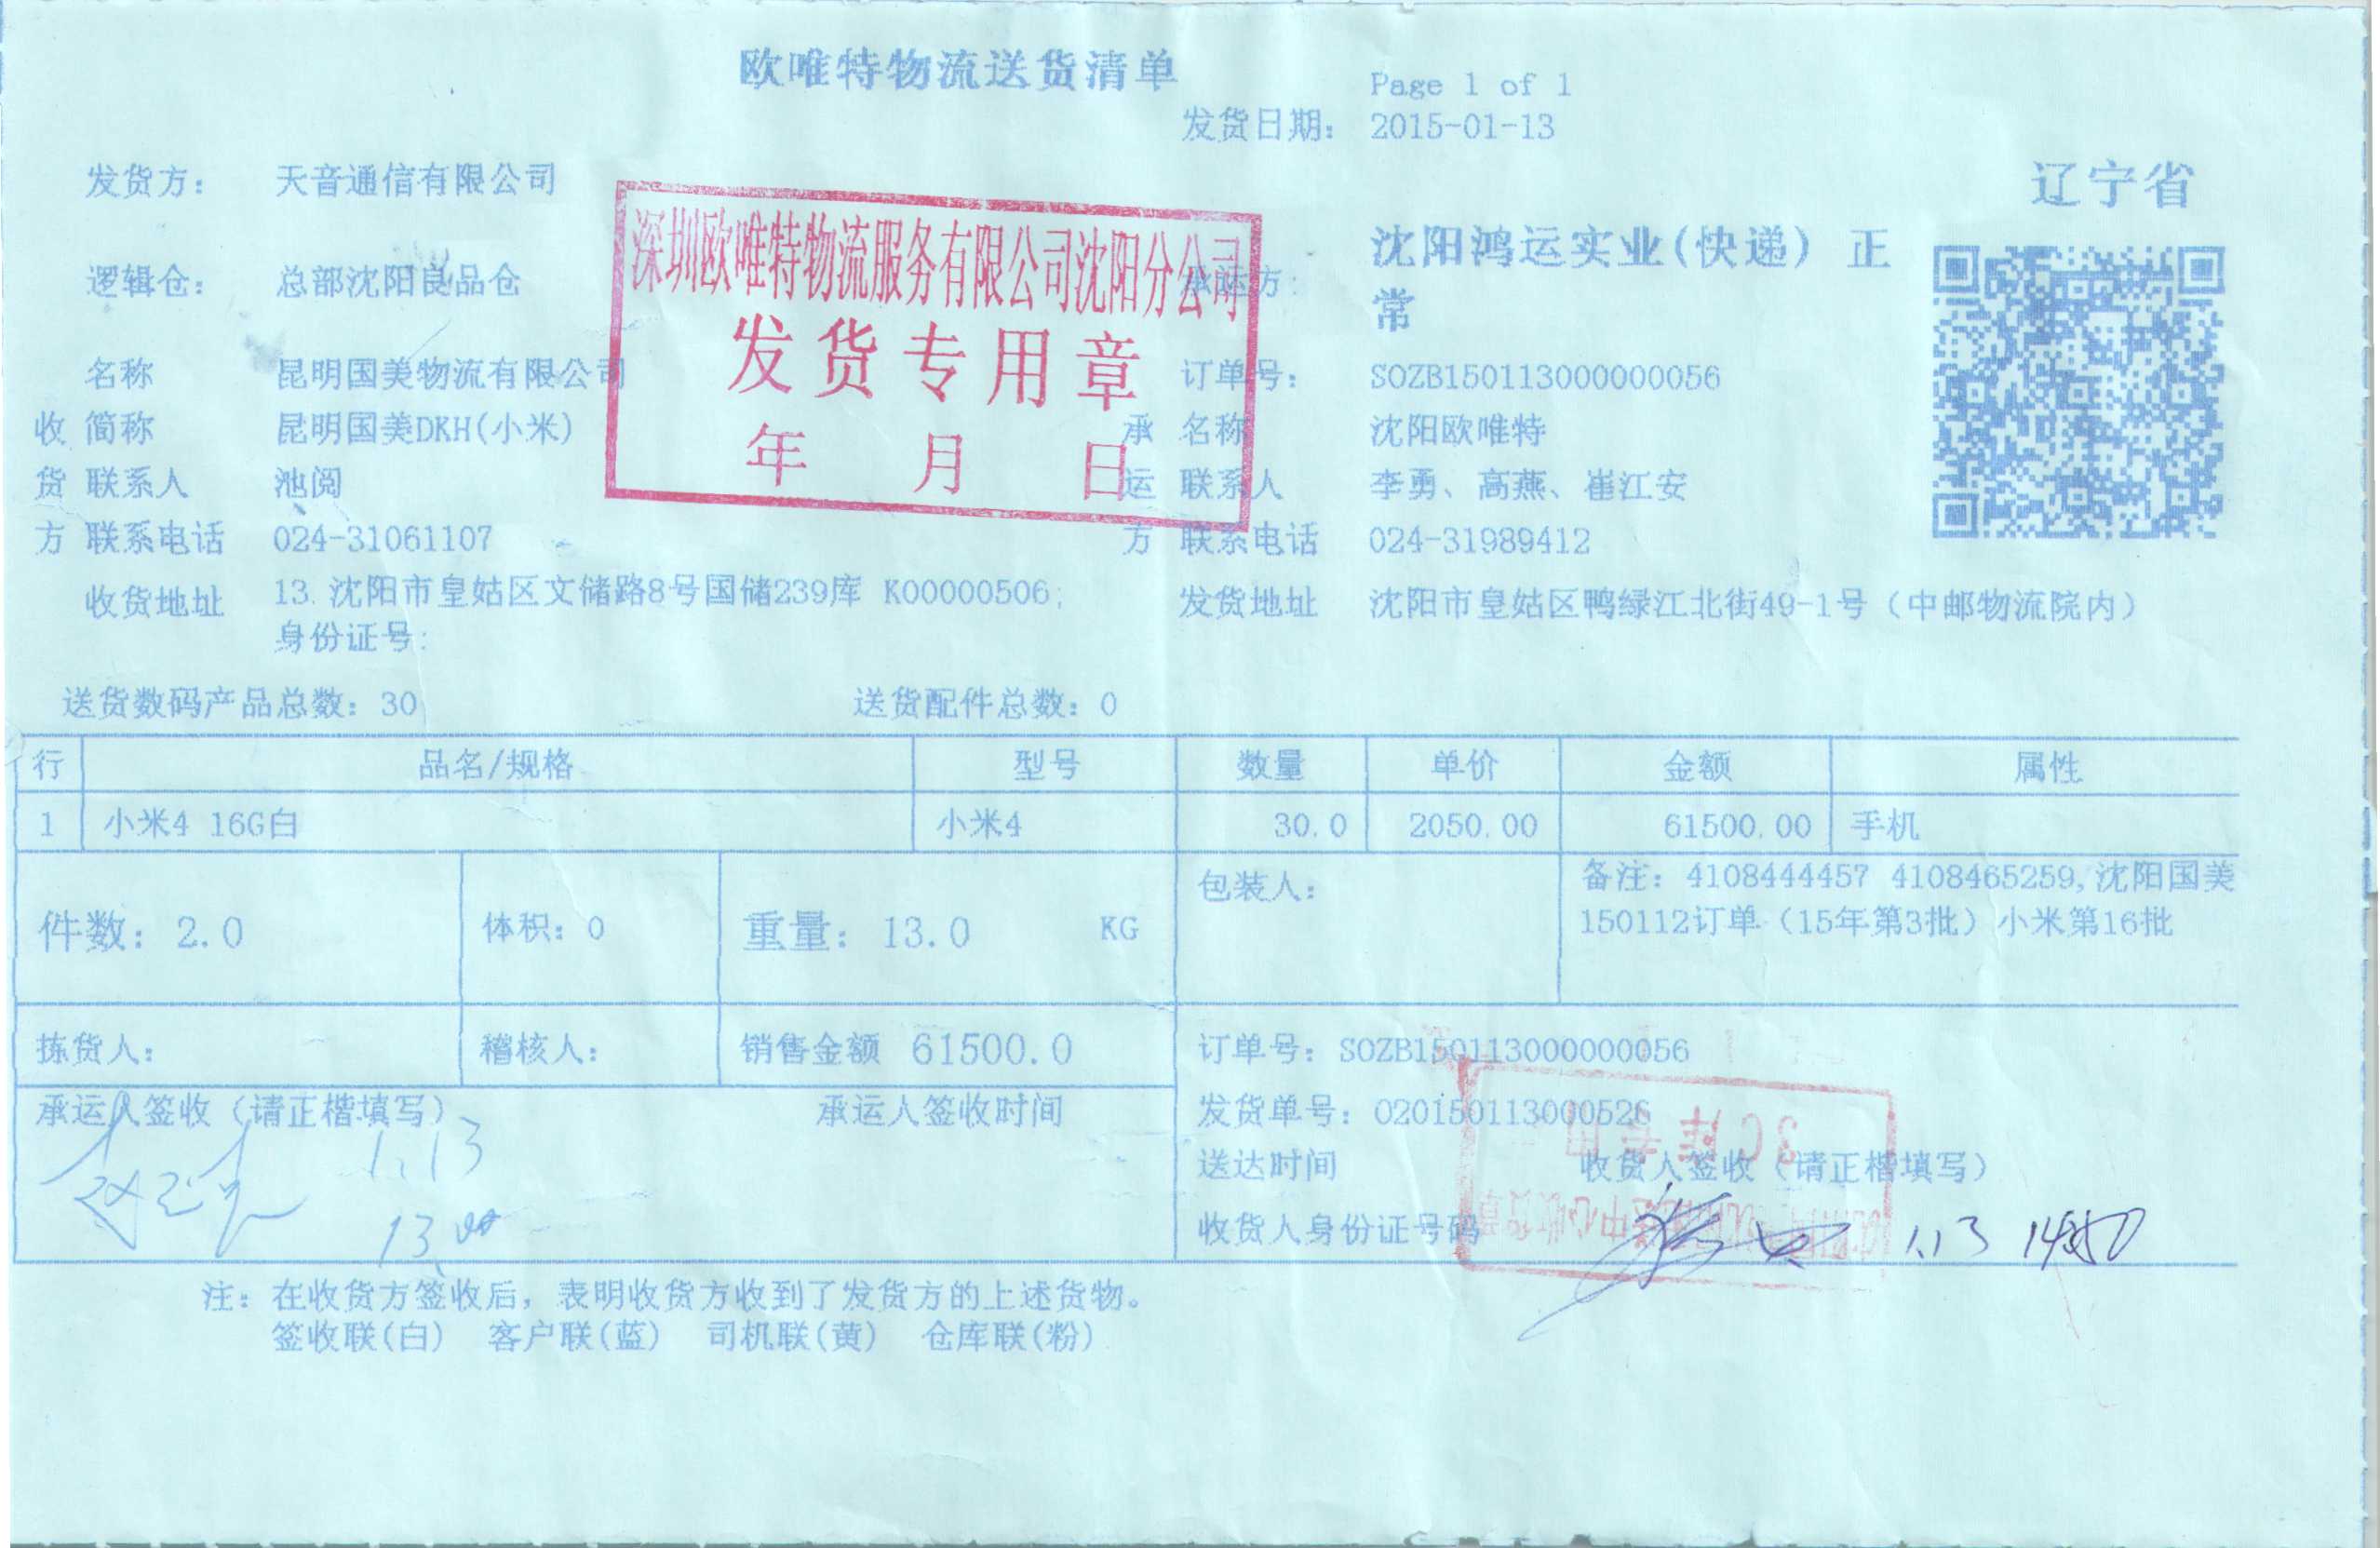 欧唯特物流送货清单
Page 1 of 1
发货日期: 2015-01-13
发货方: 天音通信有限公司
辽宁省
深圳欧唯特物流服务有限公司沈阳分公司
发货专用章
年 月 日
逻辑仓: 总部沈阳良品仓
承运方: 沈阳鸿运实业(快递) 正
常
名称 昆明国美物流有限公司
订单号: SOZB150113000000056
收 简称 昆明国美DKH(小米)
承 名称 沈阳欧唯特
货 联系人 池阅
运 联系人 李勇、高燕、崔江安
方 联系电话 024-31061107
方 联系电话 024-31989412
收货地址 13. 沈阳市皇姑区文储路8号国储239库 K00000506;
身份证号:
发货地址 沈阳市皇姑区鸭绿江北街49-1号（中邮物流院内）
送货数码产品总数: 30 送货配件总数: 0
行 品名/规格 型号 数量 单价 金额 属性
1 小米4 16G白 小米4 30.0 2050.00 61500.00 手机
件数: 2.0 体积: 0 重量: 13.0 KG
包装人:
备注: 4108444457 4108465259,沈阳国美
150112订单（15年第3批）小米第16批
拣货人: 稽核人: 销售金额 61500.0
订单号: SOZB150113000000056
承运人签收（请正楷填写） 承运人签收时间
发货单号: 020150113000526
1.13
13:00
送达时间 收货人签收（请正楷填写）
3C库专用
收货人身份证号码
1.13
注: 在收货方签收后，表明收货方收到了发货方的上述货物。
签收联(白) 客户联(蓝) 司机联(黄) 仓库联(粉)